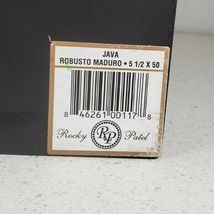 JAVA
ROBUSTO MADURO • 5 1/2 X 50
8 46261 00117 8
Rocky RP Patel